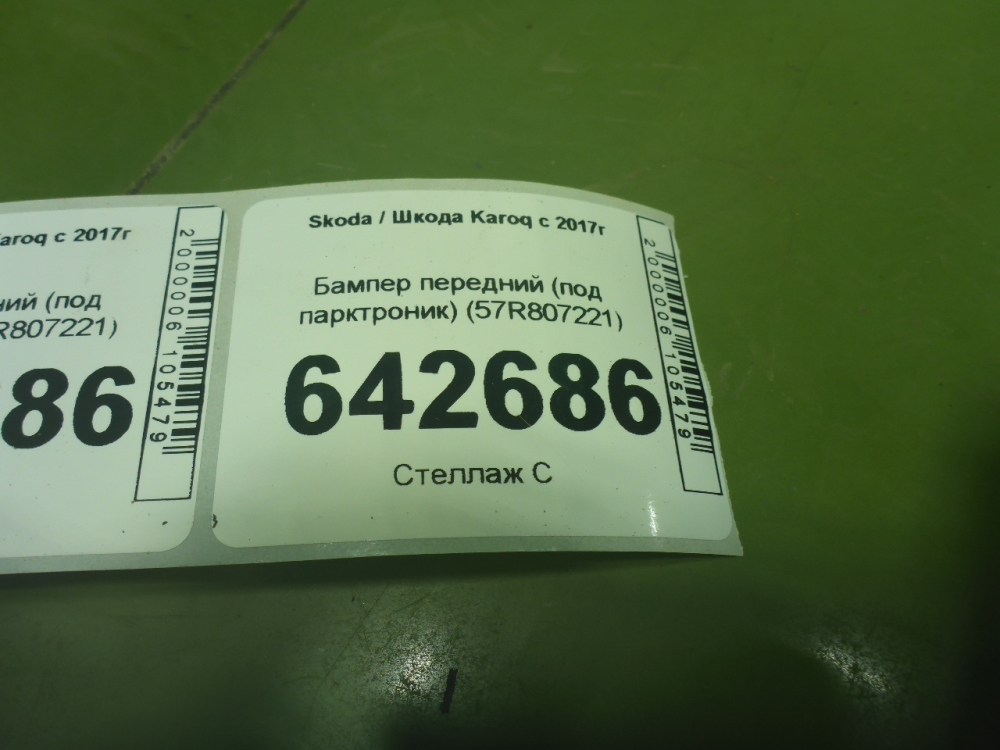 aroq с 2017г
ний (под
R807221)
86
2000006105479
Skoda / Шкода Karoq с 2017г
Бампер передний (под
парктроник) (57R807221)
642686
Стеллаж С
2000006105479